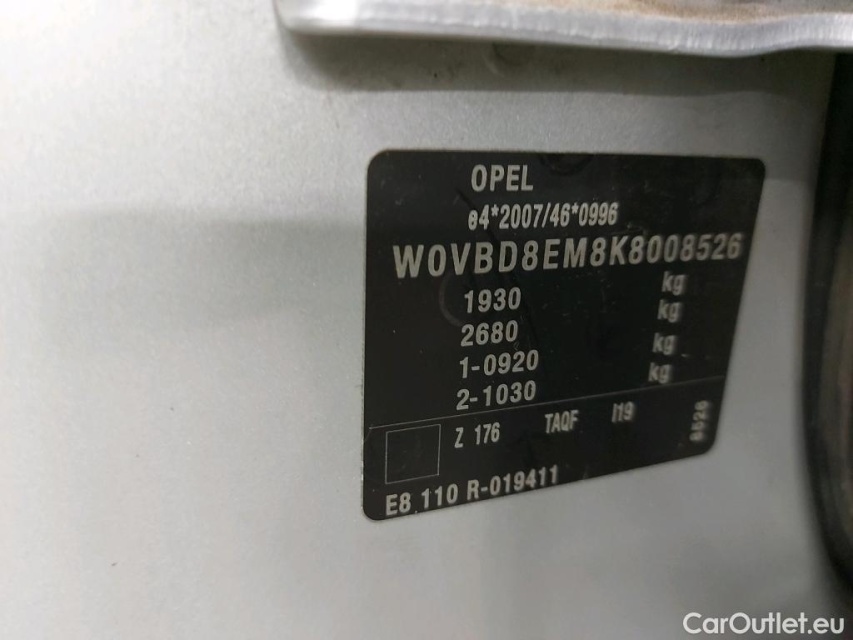 OPEL
e4*2007/46*0996
W0VBD8EM8K8008526
1930 kg
2680 kg
1-0920 kg
2-1030 kg
Z 176 TAQF I19 8526
E8 110 R-019411
CarOutlet.eu